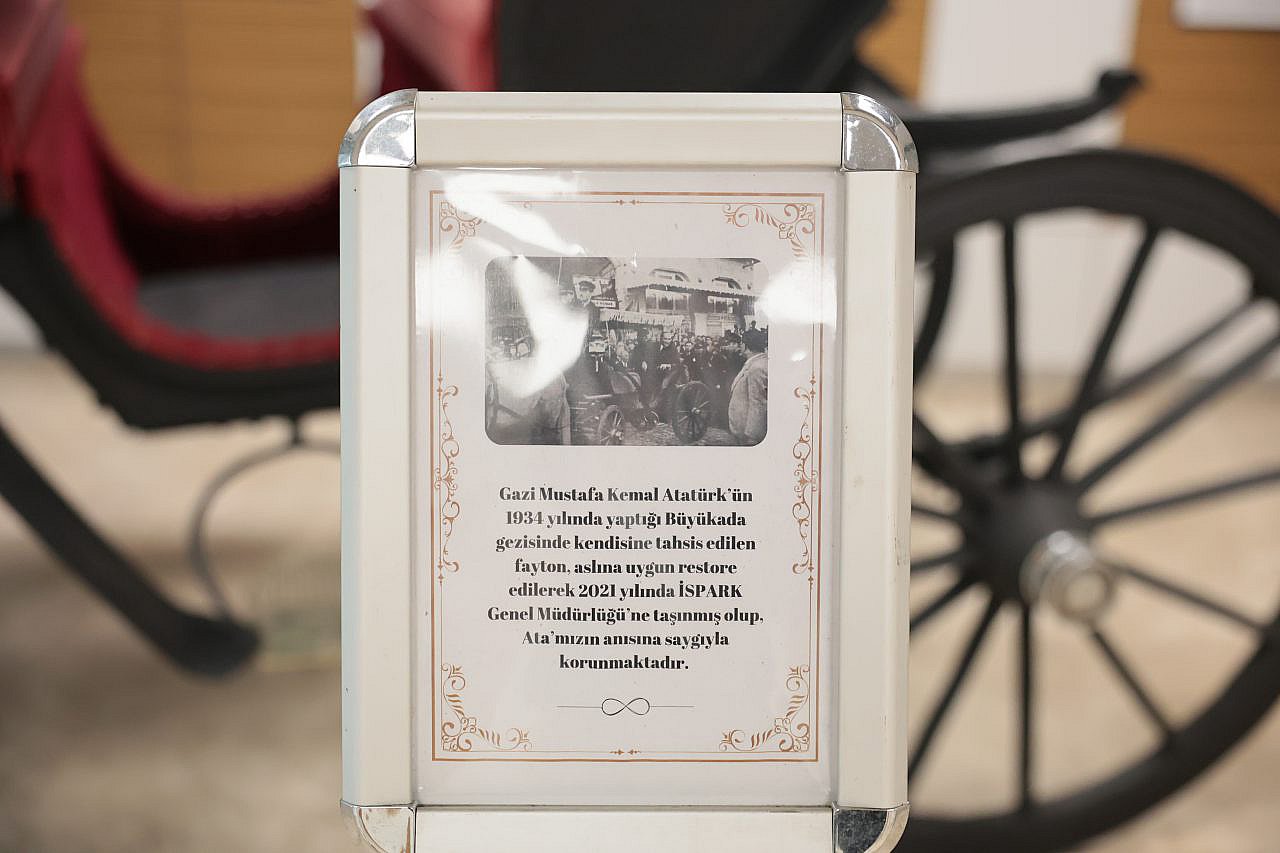 Gazi Mustafa Kemal Atatürk’ün
1934 yılında yaptığı Büyükada
gezisinde kendisine tahsis edilen
fayton, aslına uygun restore
edilerek 2021 yılında İSPARK
Genel Müdürlüğü’ne taşınmış olup,
Ata’mızın anısına saygıyla
korunmaktadır.